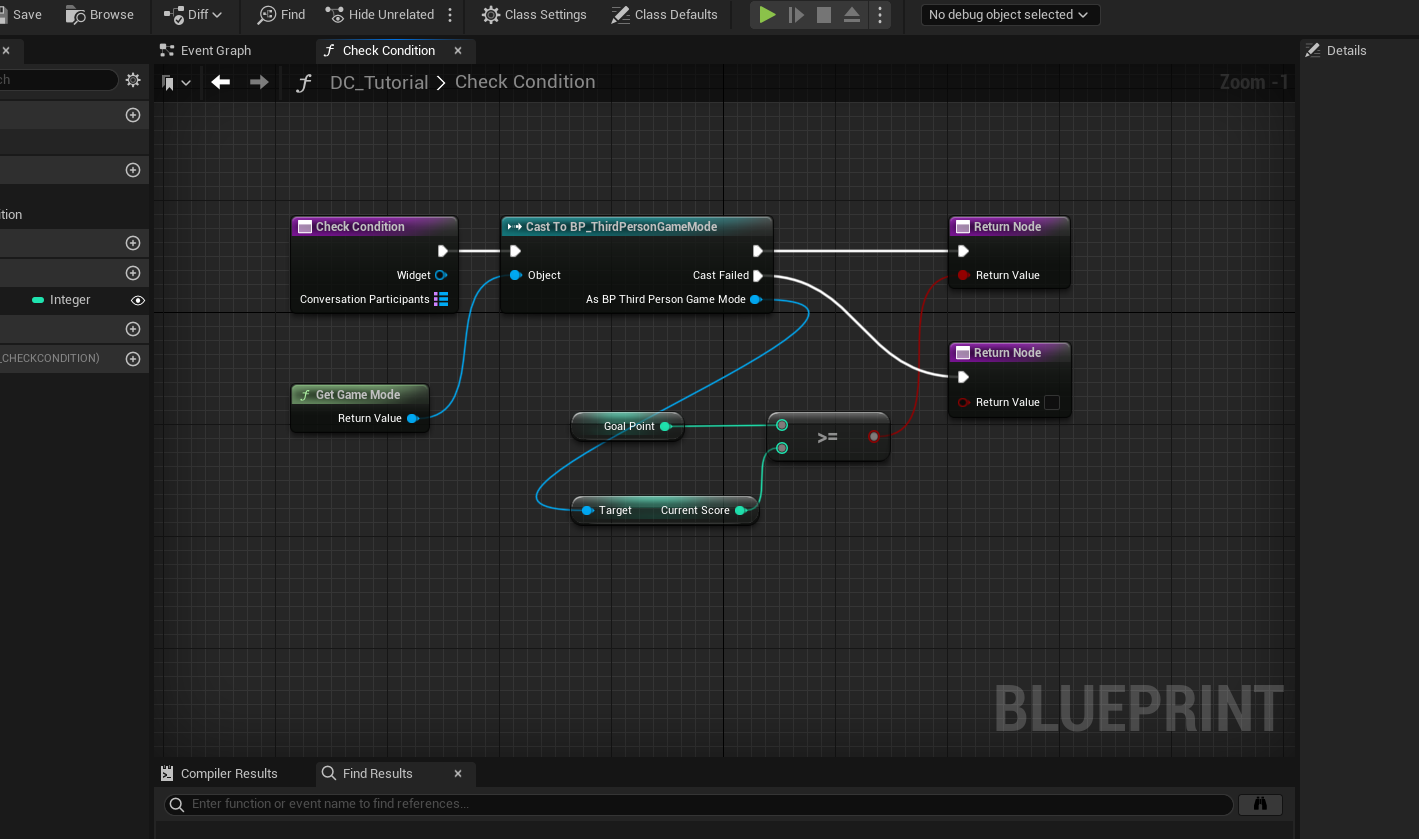 Save Browse Diff Find Hide Unrelated Class Settings Class Defaults No debug object selected
Event Graph Check Condition Details
ch
DC_Tutorial > Check Condition Zoom -1
ition
Integer
_CHECKCONDITION)
Check Condition
Widget
Conversation Participants
Cast To BP_ThirdPersonGameMode
Object Cast Failed
As BP Third Person Game Mode
Return Node
Return Value
Return Node
Return Value
Get Game Mode
Return Value
Goal Point
>=
Target Current Score
BLUEPRINT
Compiler Results Find Results
Enter function or event name to find references...